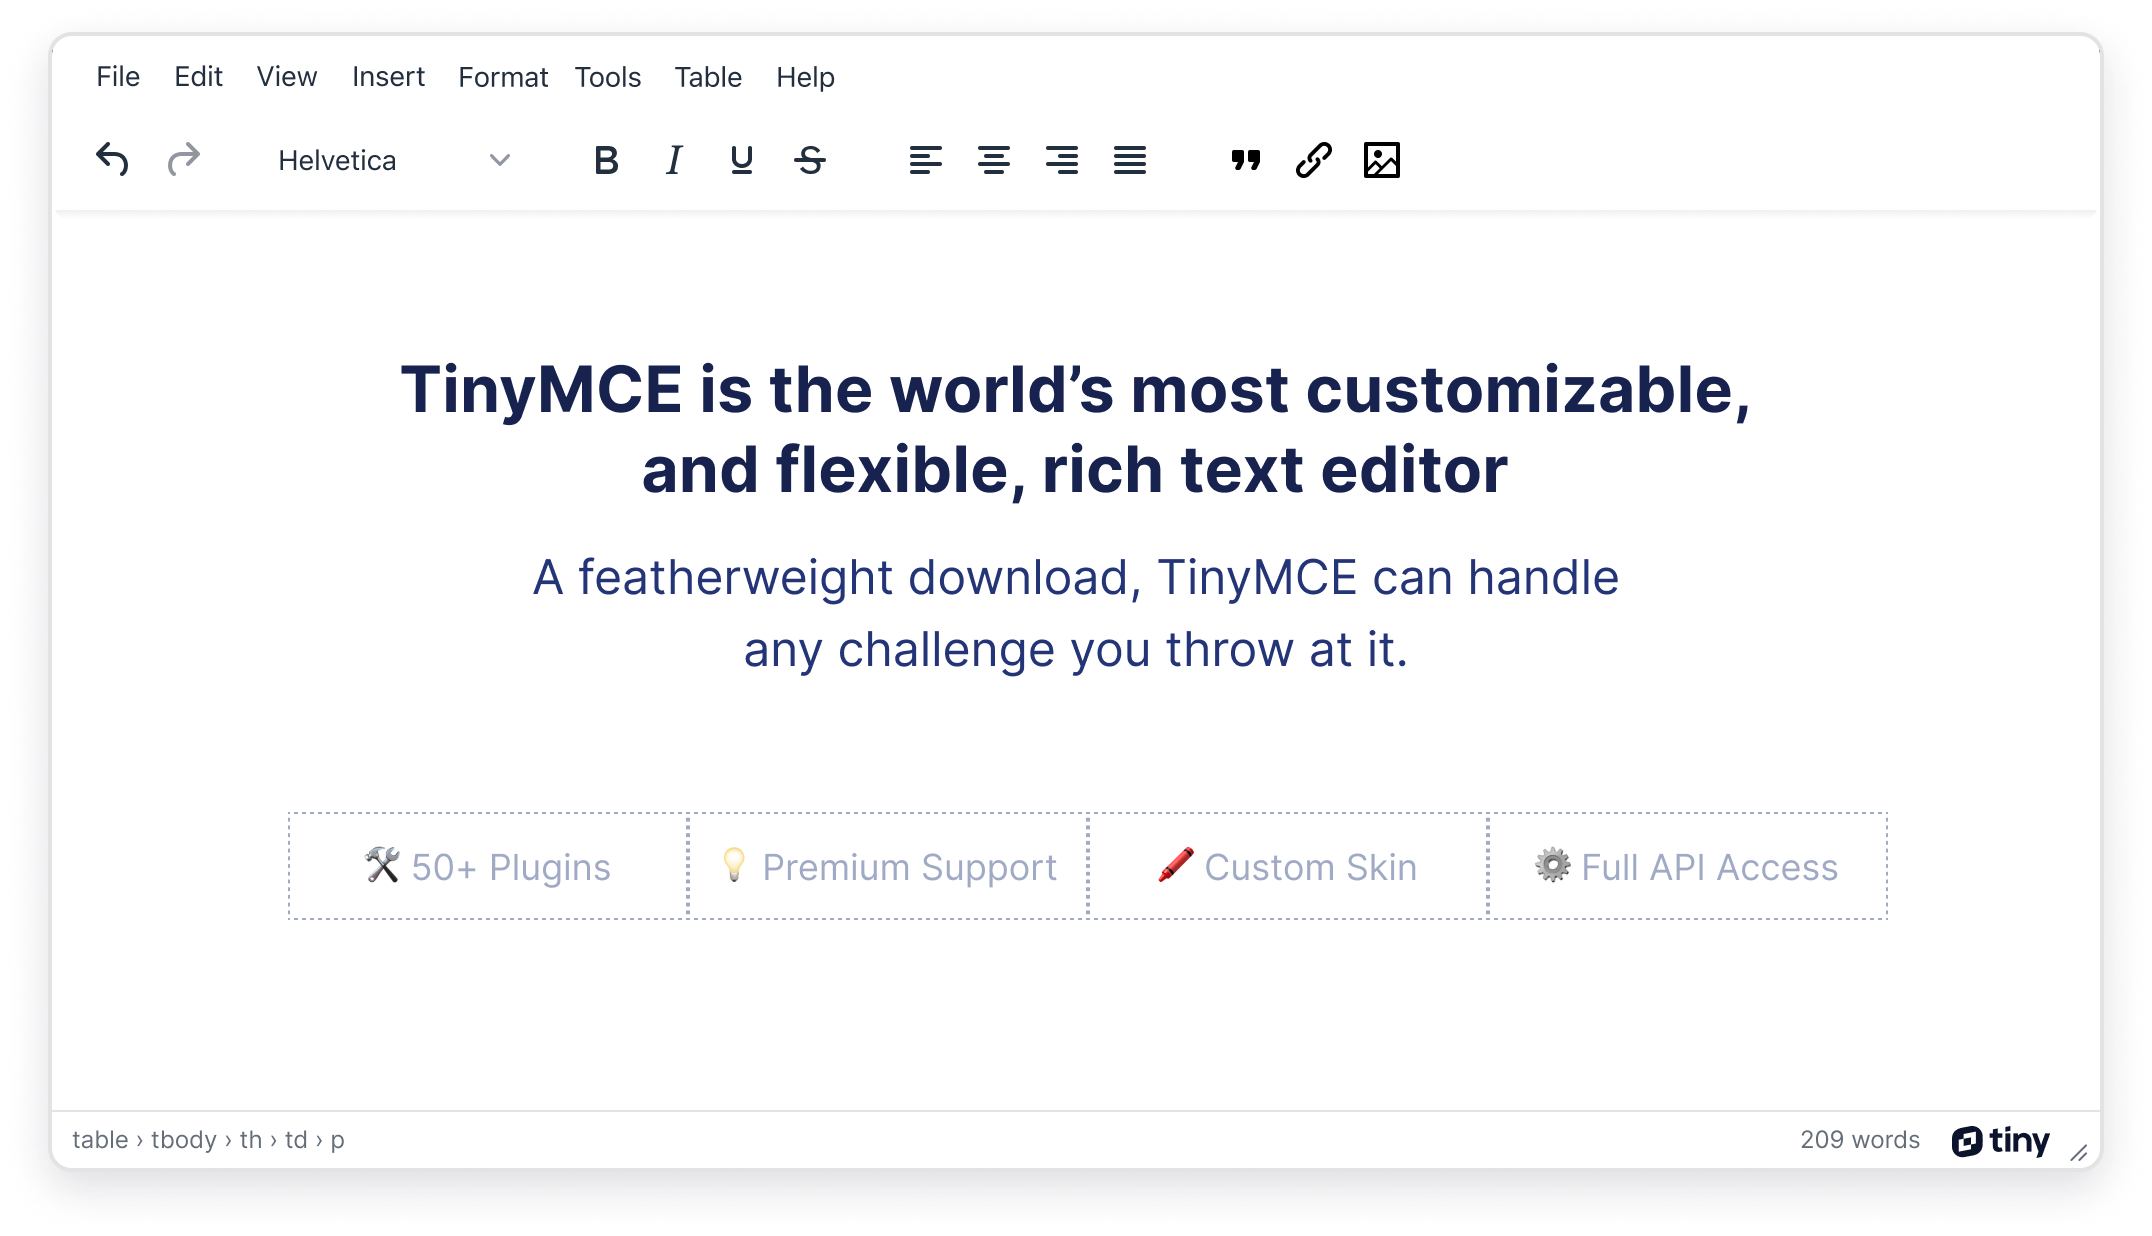 File Edit View Insert Format Tools Table Help
Helvetica B I U S
TinyMCE is the world’s most customizable,
and flexible, rich text editor
A featherweight download, TinyMCE can handle
any challenge you throw at it.
🛠 50+ Plugins 💡 Premium Support 🖍 Custom Skin ⚙ Full API Access
table › tbody › th › td › p 209 words tiny